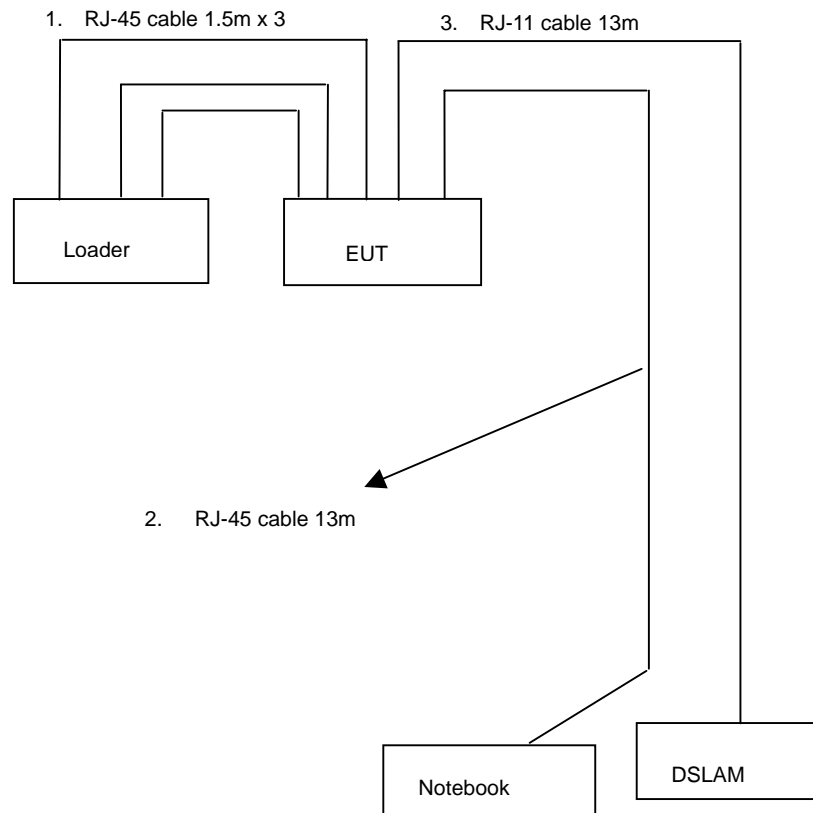 1. RJ-45 cable 1.5m x 3
3. RJ-11 cable 13m
Loader
EUT
2. RJ-45 cable 13m
Notebook
DSLAM